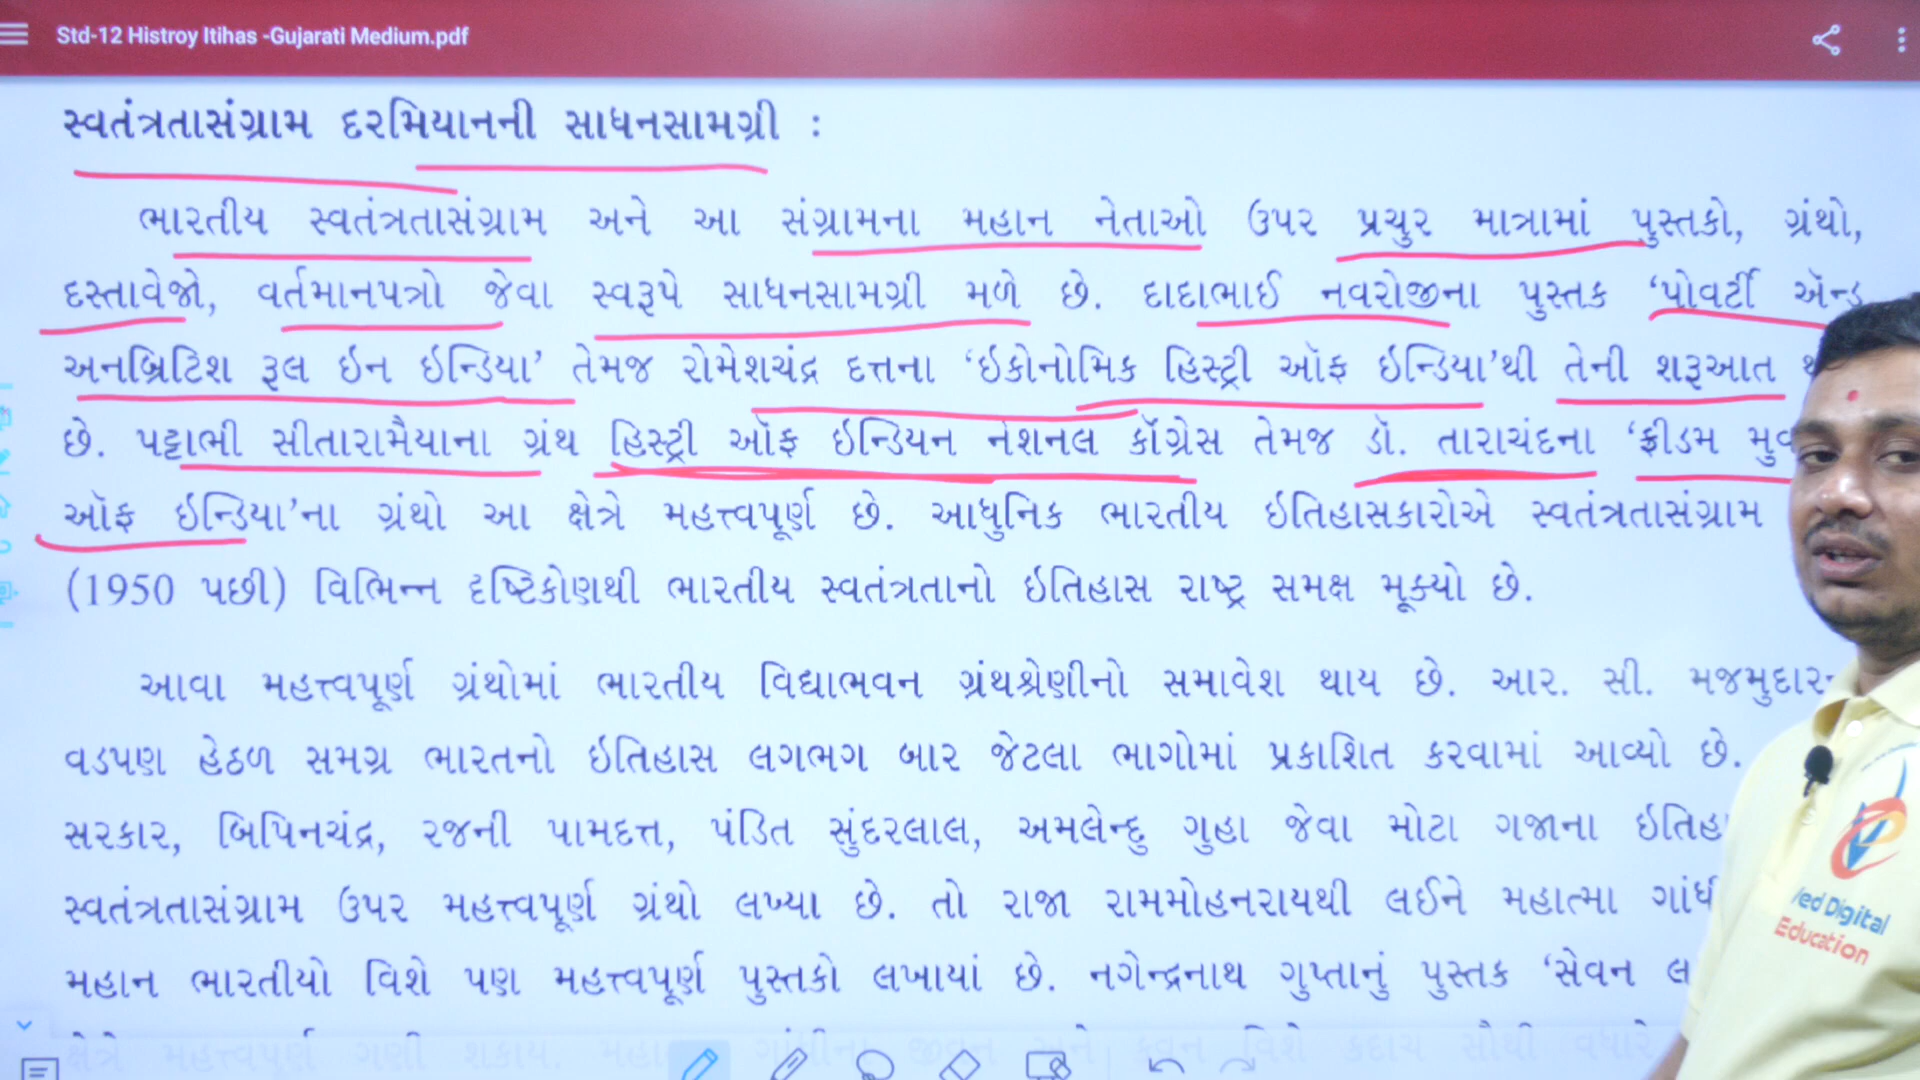 Std-12 Histroy Itihas -Gujarati Medium.pdf
સ્વતંત્રતાસંગ્રામ દરમિયાનની સાધનસામગ્રી :
ભારતીય સ્વતંત્રતાસંગ્રામ અને આ સંગ્રામના મહાન નેતાઓ ઉપર પ્રચુર માત્રામાં પુસ્તકો, ગ્રંથો,
દસ્તાવેજો, વર્તમાનપત્રો જેવા સ્વરૂપે સાધનસામગ્રી મળે છે. દાદાભાઈ નવરોજીના પુસ્તક ‘પોવર્ટી ઍન્ડ
અનબ્રિટિશ રૂલ ઇન ઇન્ડિયા’ તેમજ રોમેશચંદ્ર દત્તના ‘ઇકોનોમિક હિસ્ટ્રી ઑફ ઇન્ડિયા’થી તેની શરૂઆત
છે. પટ્ટાભી સીતારામૈયાના ગ્રંથ હિસ્ટ્રી ઑફ ઇન્ડિયન નેશનલ કૉંગ્રેસ તેમજ ડૉ. તારાચંદના ‘ફ્રીડમ
ઑફ ઇન્ડિયા’ના ગ્રંથો આ ક્ષેત્રે મહત્ત્વપૂર્ણ છે. આધુનિક ભારતીય ઇતિહાસકારોએ સ્વતંત્રતાસંગ્રામ
(1950 પછી) વિભિન્ન દૃષ્ટિકોણથી ભારતીય સ્વતંત્રતાનો ઇતિહાસ રાષ્ટ્ર સમક્ષ મૂક્યો છે.
આવા મહત્ત્વપૂર્ણ ગ્રંથોમાં ભારતીય વિદ્યાભવન ગ્રંથશ્રેણીનો સમાવેશ થાય છે. આર. સી. મજમુદાર
વડપણ હેઠળ સમગ્ર ભારતનો ઇતિહાસ લગભગ બાર જેટલા ભાગોમાં પ્રકાશિત કરવામાં આવ્યો છે.
સરકાર, બિપિનચંદ્ર, રજની પામદત્ત, પંડિત સુંદરલાલ, અમલેન્દુ ગુહા જેવા મોટા ગજાના
સ્વતંત્રતાસંગ્રામ ઉપર મહત્ત્વપૂર્ણ ગ્રંથો લખ્યા છે. તો રાજા રામમોહનરાયથી લઈને મહાત્મા
મહાન ભારતીયો વિશે પણ મહત્ત્વપૂર્ણ પુસ્તકો લખાયાં છે. નગેન્દ્રનાથ ગુપ્તાનું પુસ્તક ‘સેવન
Ved Digital
Education